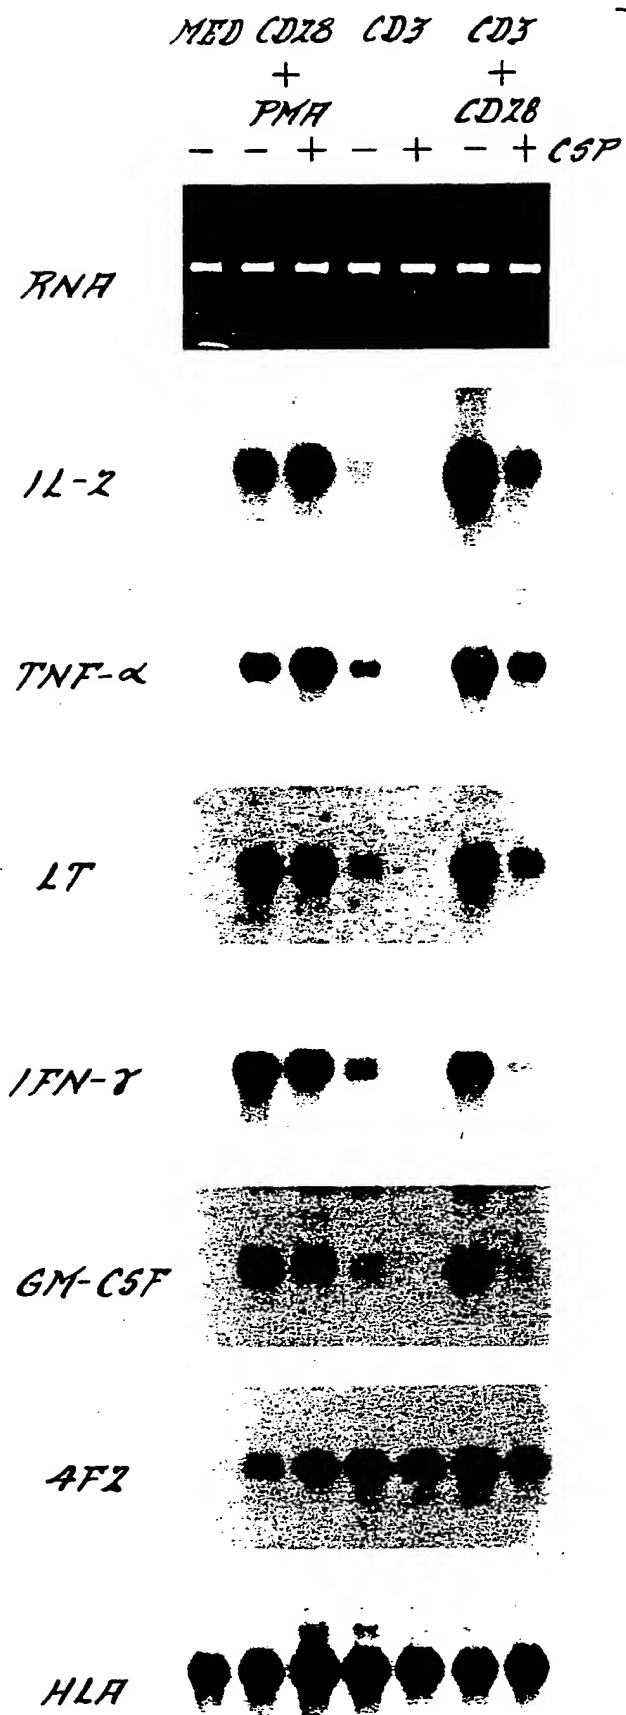 MED CD28 CD3 CD3
+ +
PMA CD28
- - + - + - + CSP
RNA
IL-2
TNF-α
LT
IFN-γ
GM-CSF
4F2
HLA